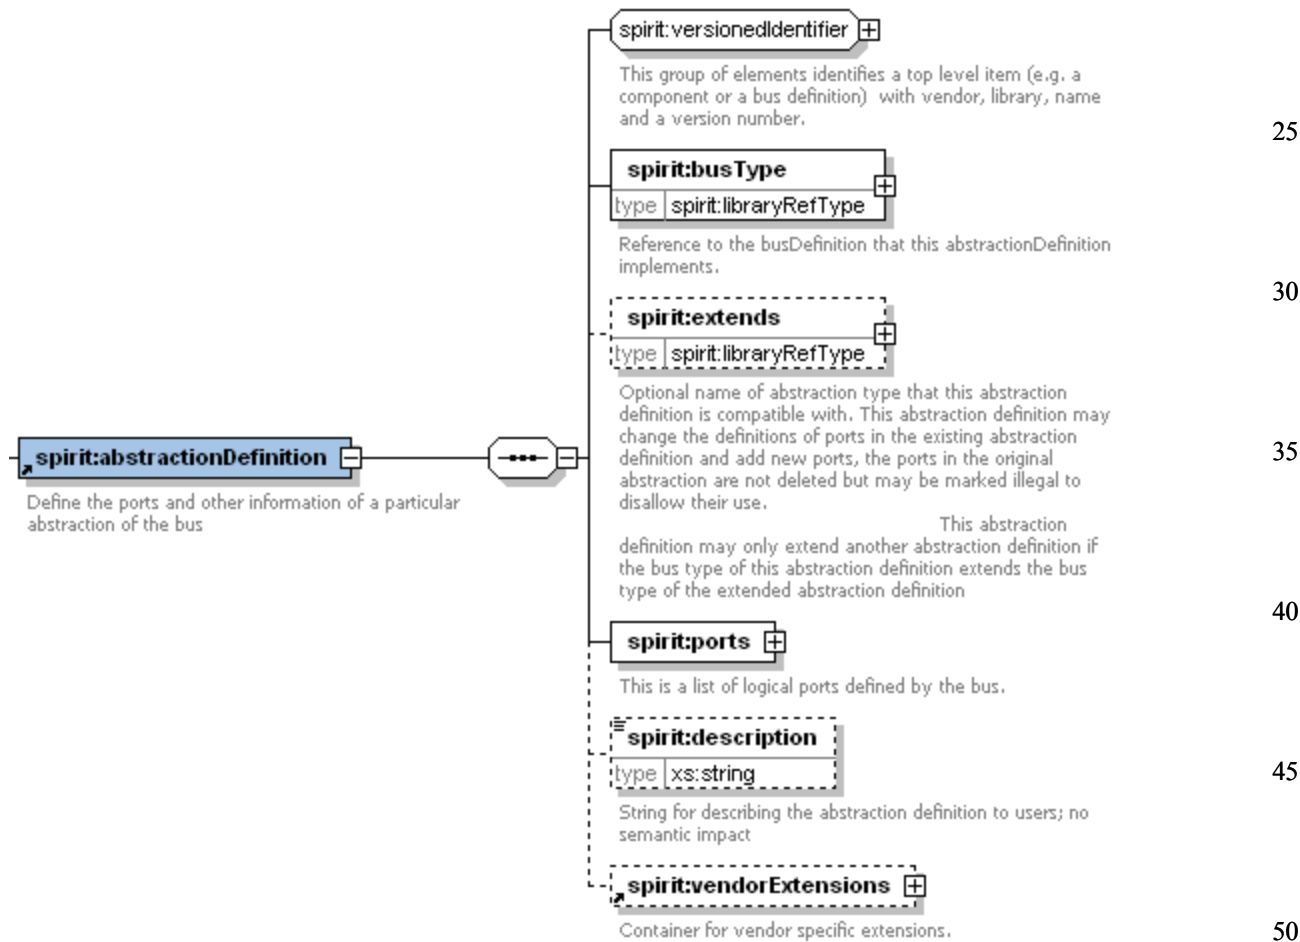 spirit:versionedIdentifier
This group of elements identifies a top level item (e.g. a
component or a bus definition)  with vendor, library, name
and a version number.
25
spirit:busType
type spirit:libraryRefType
Reference to the busDefinition that this abstractionDefinition
implements.
30
spirit:extends
type spirit:libraryRefType
Optional name of abstraction type that this abstraction
definition is compatible with. This abstraction definition may
change the definitions of ports in the existing abstraction
definition and add new ports, the ports in the original
abstraction are not deleted but may be marked illegal to
disallow their use.
This abstraction
definition may only extend another abstraction definition if
the bus type of this abstraction definition extends the bus
type of the extended abstraction definition
35
spirit:abstractionDefinition
Define the ports and other information of a particular
abstraction of the bus
40
spirit:ports
This is a list of logical ports defined by the bus.
spirit:description
type xs:string
45
String for describing the abstraction definition to users; no
semantic impact
spirit:vendorExtensions
Container for vendor specific extensions.
50